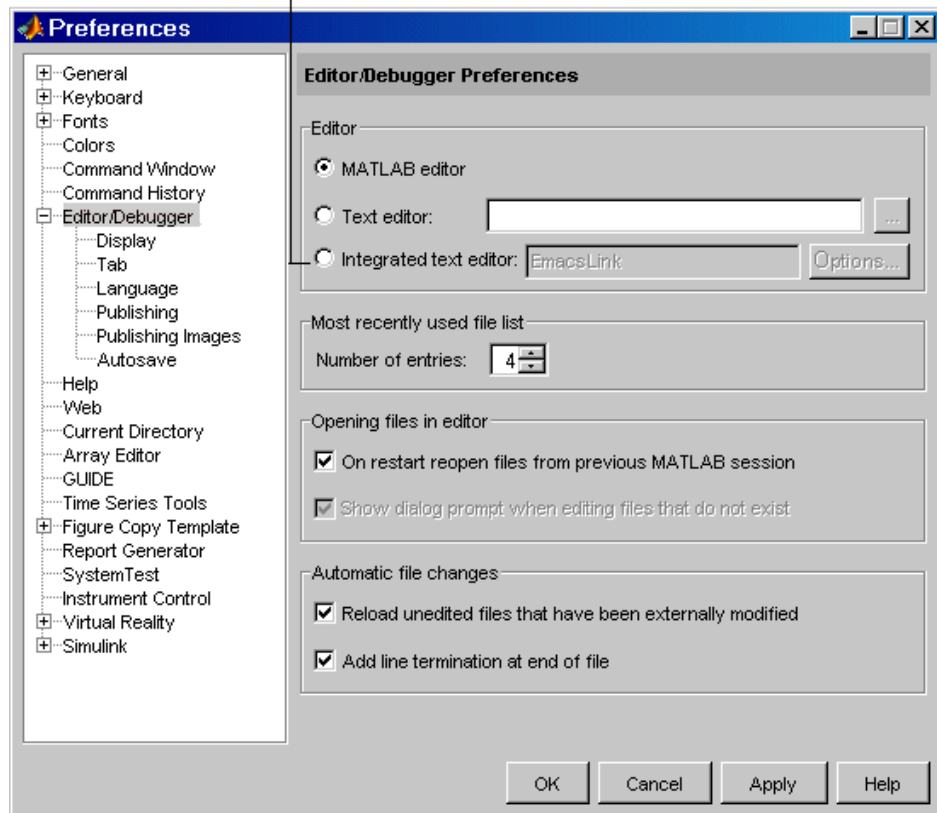 Preferences
General
Keyboard
Fonts
Colors
Command Window
Command History
Editor/Debugger
Display
Tab
Language
Publishing
Publishing Images
Autosave
Help
Web
Current Directory
Array Editor
GUIDE
Time Series Tools
Figure Copy Template
Report Generator
SystemTest
Instrument Control
Virtual Reality
Simulink
Editor/Debugger Preferences
Editor
MATLAB editor
Text editor:
...
Integrated text editor: EmacsLink Options...
Most recently used file list
Number of entries: 4
Opening files in editor
On restart reopen files from previous MATLAB session
Show dialog prompt when editing files that do not exist
Automatic file changes
Reload unedited files that have been externally modified
Add line termination at end of file
OK Cancel Apply Help